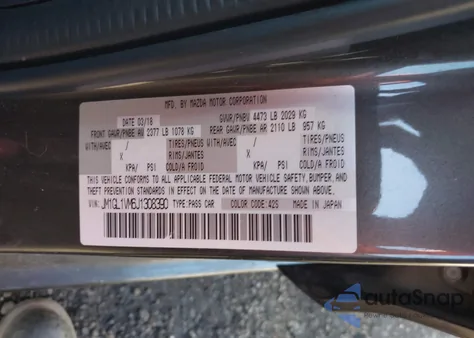 MFD. BY MAZDA MOTOR CORPORATION
DATE 03/18 GVWR/PNBV 4473 LB 2029 KG
FRONT GAWR/PNBE AV 2377 LB 1078 KG REAR GAWR/PNBE AR 2110 LB 957 KG
WITH/AVEC TIRES/PNEUS WITH/AVEC TIRES/PNEUS
X RIMS/JANTES X RIMS/JANTES
KPA/ PSI COLD/A FROID KPA/ PSI COLD/A FROID
THIS VEHICLE CONFORMS TO ALL APPLICABLE FEDERAL MOTOR VEHICLE SAFETY, BUMPER, AND
THEFT PREVENTION STANDARDS IN EFFECT ON THE DATE OF MANUFACTURE SHOWN ABOVE.
VIN: JM1GL1VM6J1308390 TYPE PASS CAR COLOR CODE: 42S MADE IN JAPAN
autoSnap